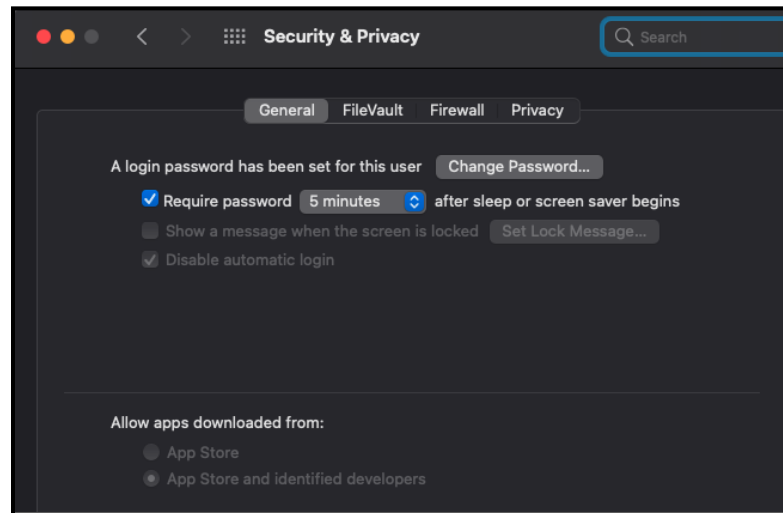 Security & Privacy Search
General FileVault Firewall Privacy
A login password has been set for this user Change Password...
Require password 5 minutes after sleep or screen saver begins
Show a message when the screen is locked Set Lock Message...
Disable automatic login
Allow apps downloaded from:
App Store
App Store and identified developers